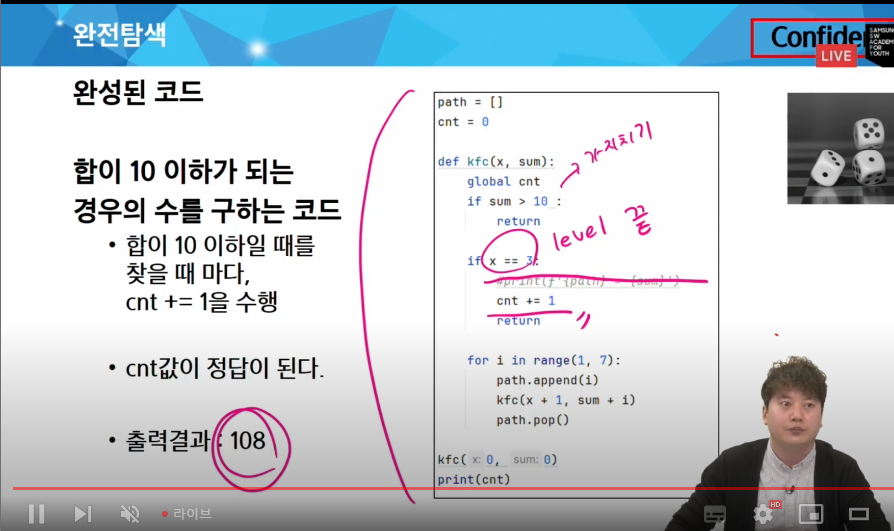 완전탐색
Confider
SAMSUNG
SW
ACADEMY
FOR
YOUTH
LIVE
완성된 코드
합이 10 이하가 되는
경우의 수를 구하는 코드
• 합이 10 이하일 때를
찾을 때 마다,
cnt += 1을 수행
• cnt값이 정답이 된다.
• 출력결과 : 108
path = []
cnt = 0
def kfc(x, sum):
global cnt
if sum > 10 :
return
if x == 3:
#print(f'{path} = {sum}')
cnt += 1
return
for i in range(1, 7):
path.append(i)
kfc(x + 1, sum + i)
path.pop()
kfc( x: 0, sum: 0)
print(cnt)
가지치기
level 끝
라이브
HD